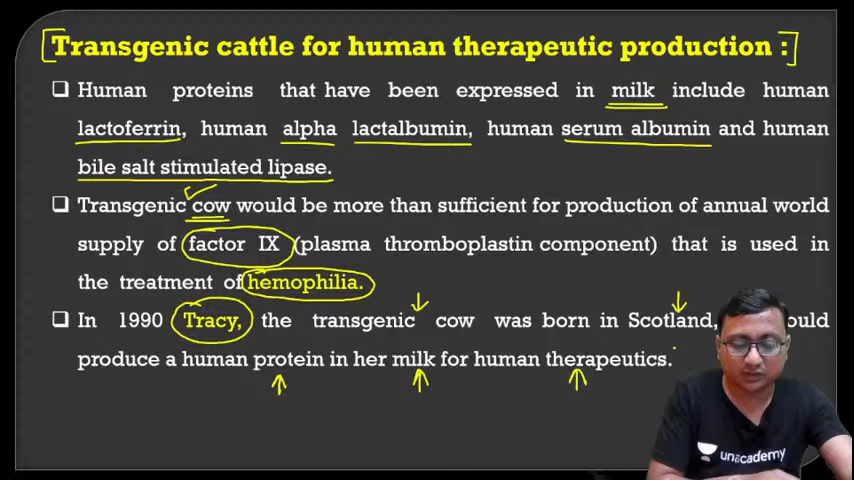 Transgenic cattle for human therapeutic production :
Human proteins that have been expressed in milk include human
lactoferrin, human alpha lactalbumin, human serum albumin and human
bile salt stimulated lipase.
Transgenic cow would be more than sufficient for production of annual world
supply of factor IX (plasma thromboplastin component) that is used in
the treatment of hemophilia.
In 1990 Tracy, the transgenic cow was born in Scotland, ould
produce a human protein in her milk for human therapeutics.
unacademy